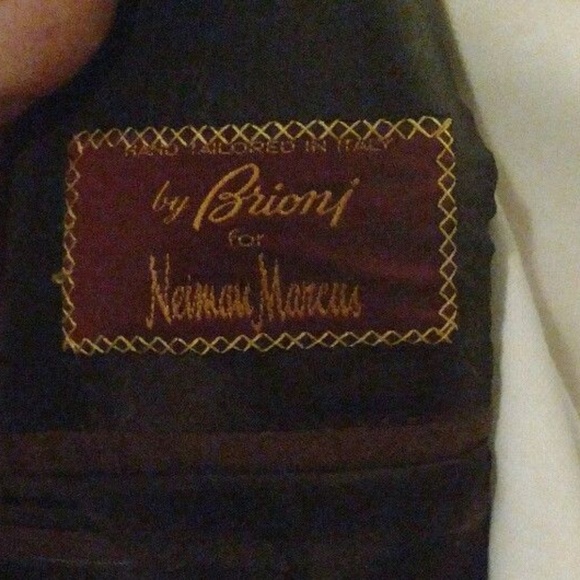 HAND TAILORED IN ITALY
by Brioni
for
Neiman Marcus